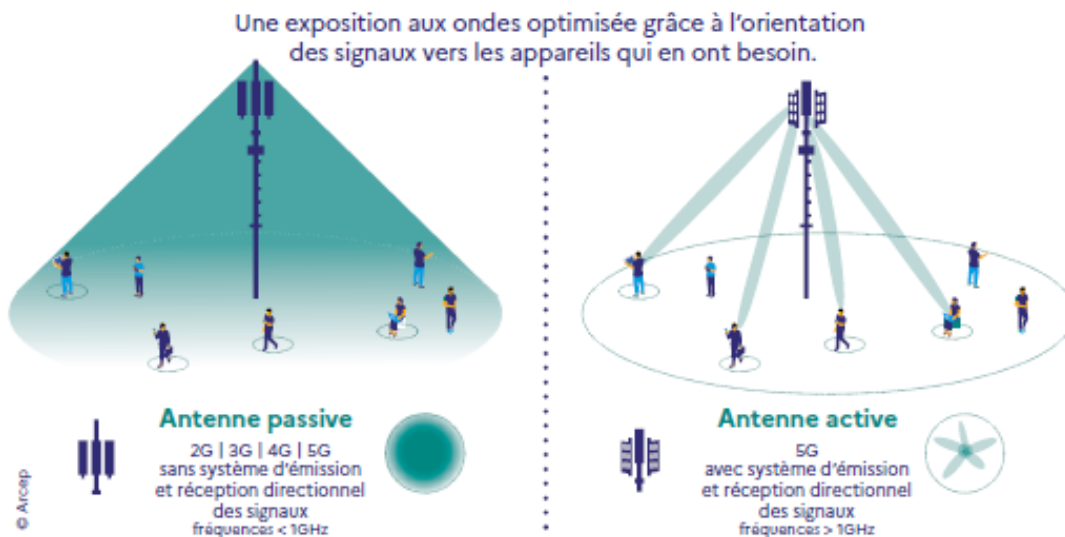 Une exposition aux ondes optimisée grâce à l'orientation
des signaux vers les appareils qui en ont besoin.
Antenne passive
2G | 3G | 4G | 5G
sans système d'émission
et réception directionnel
des signaux
fréquences < 1GHz
Antenne active
5G
avec système d'émission
et réception directionnel
des signaux
fréquences > 1GHz
© Arcep